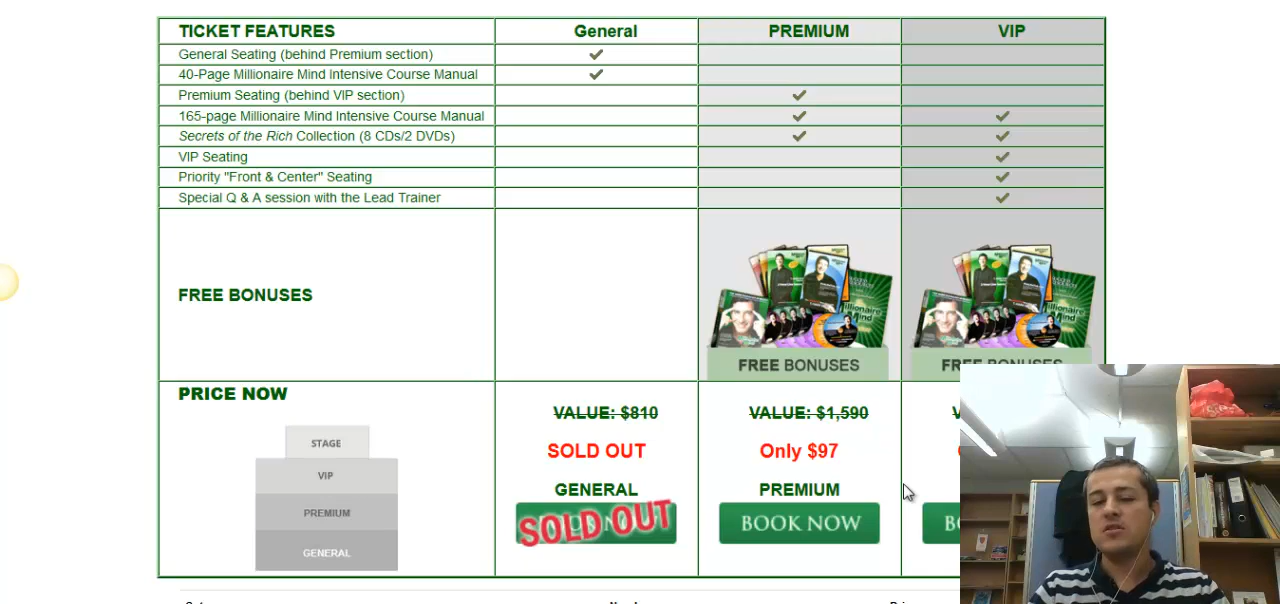 TICKET FEATURES General PREMIUM VIP
General Seating (behind Premium section)
40-Page Millionaire Mind Intensive Course Manual
Premium Seating (behind VIP section)
165-page Millionaire Mind Intensive Course Manual
Secrets of the Rich Collection (8 CDs/2 DVDs)
VIP Seating
Priority "Front & Center" Seating
Special Q & A session with the Lead Trainer
FREE BONUSES
FREE BONUSES FREE BONUSES
PRICE NOW
STAGE
VIP
PREMIUM
GENERAL
VALUE: $810
SOLD OUT
GENERAL
SOLD OUT
VALUE: $1,590
Only $97
PREMIUM
BOOK NOW